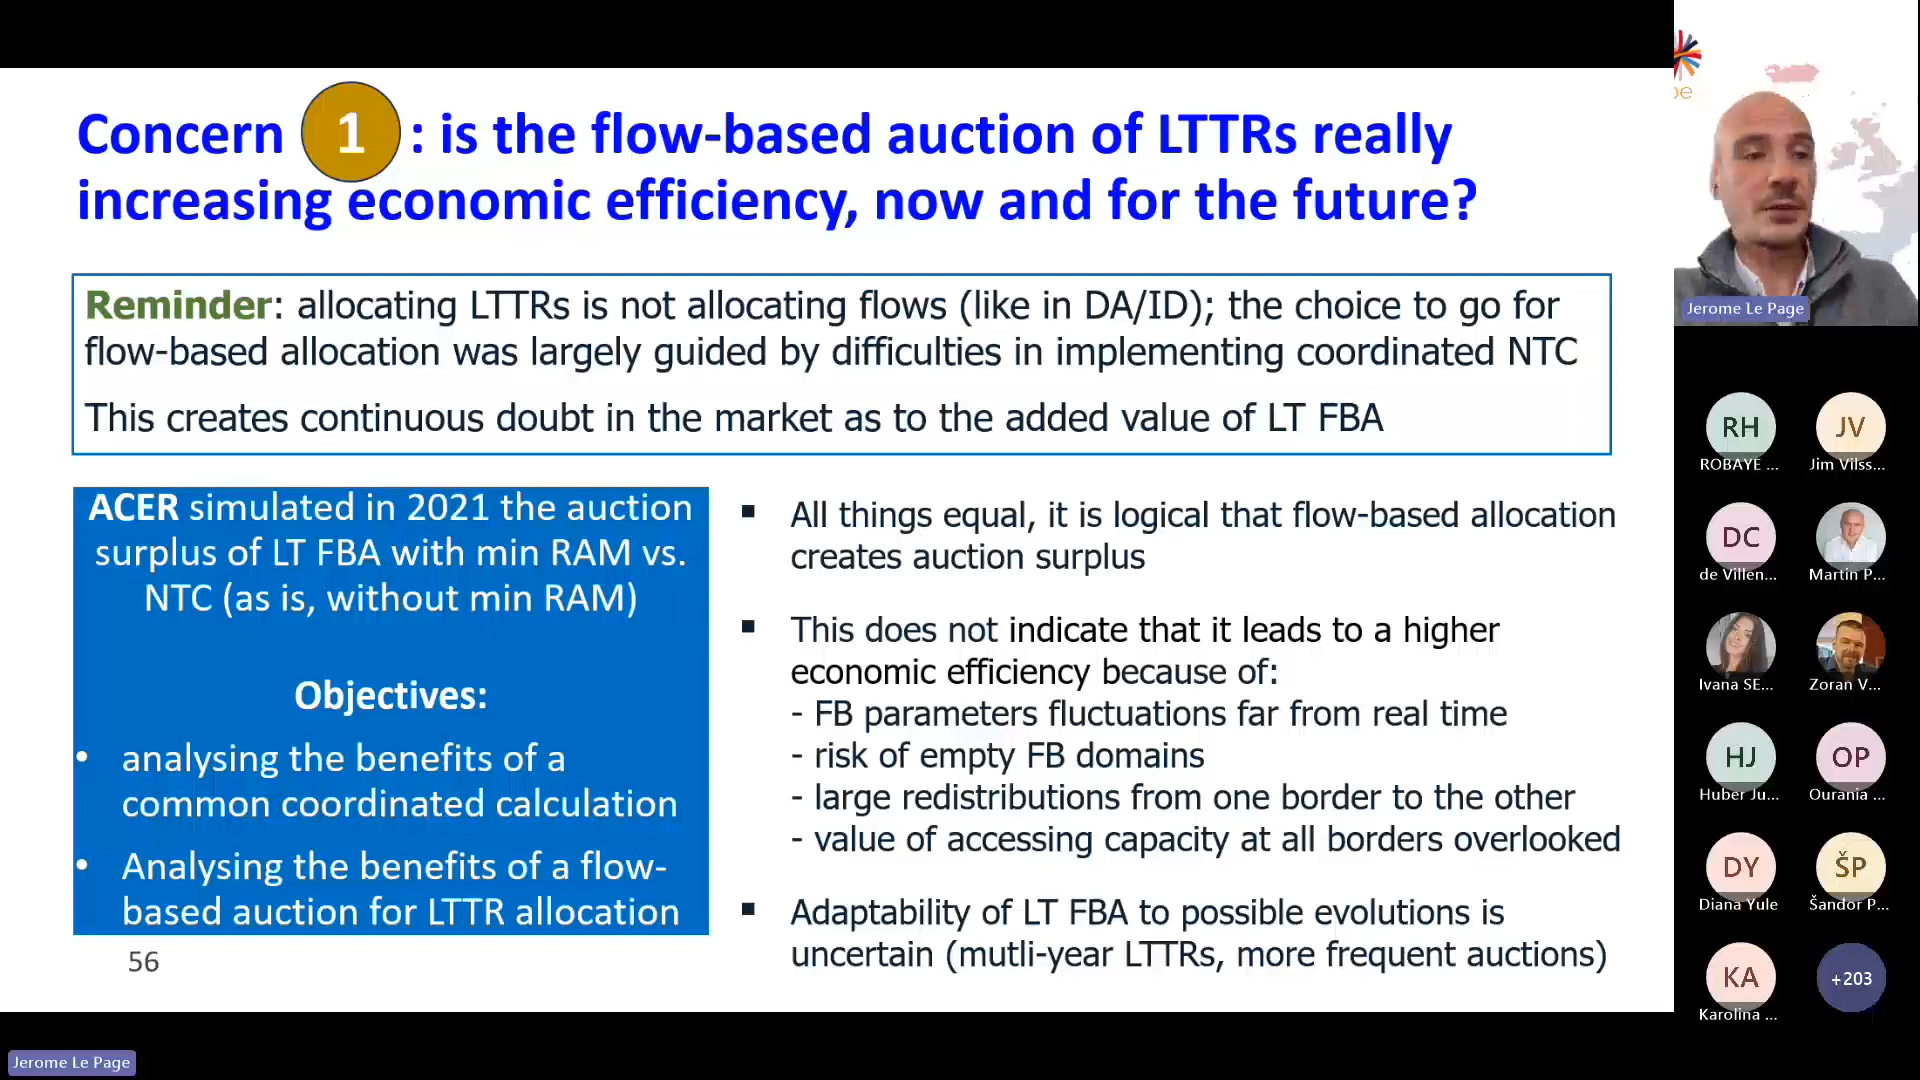 Concern 1 : is the flow-based auction of LTTRs really
increasing economic efficiency, now and for the future?
Reminder: allocating LTTRs is not allocating flows (like in DA/ID); the choice to go for
flow-based allocation was largely guided by difficulties in implementing coordinated NTC
This creates continuous doubt in the market as to the added value of LT FBA
ACER simulated in 2021 the auction
surplus of LT FBA with min RAM vs.
NTC (as is, without min RAM)
Objectives:
• analysing the benefits of a
common coordinated calculation
• Analysing the benefits of a flow-
based auction for LTTR allocation
▪ All things equal, it is logical that flow-based allocation
creates auction surplus
▪ This does not indicate that it leads to a higher
economic efficiency because of:
- FB parameters fluctuations far from real time
- risk of empty FB domains
- large redistributions from one border to the other
- value of accessing capacity at all borders overlooked
▪ Adaptability of LT FBA to possible evolutions is
uncertain (mutli-year LTTRs, more frequent auctions)
56
Jerome Le Page
pe
Jerome Le Page
RH
ROBAYE ...
JV
Jim Vilss...
DC
de Villen...
Martin P...
Ivana SE...
Zoran V...
HJ
Huber Ju...
OP
Ourania ...
DY
Diana Yule
ŠP
Šandor P...
KA
Karolina ...
+203